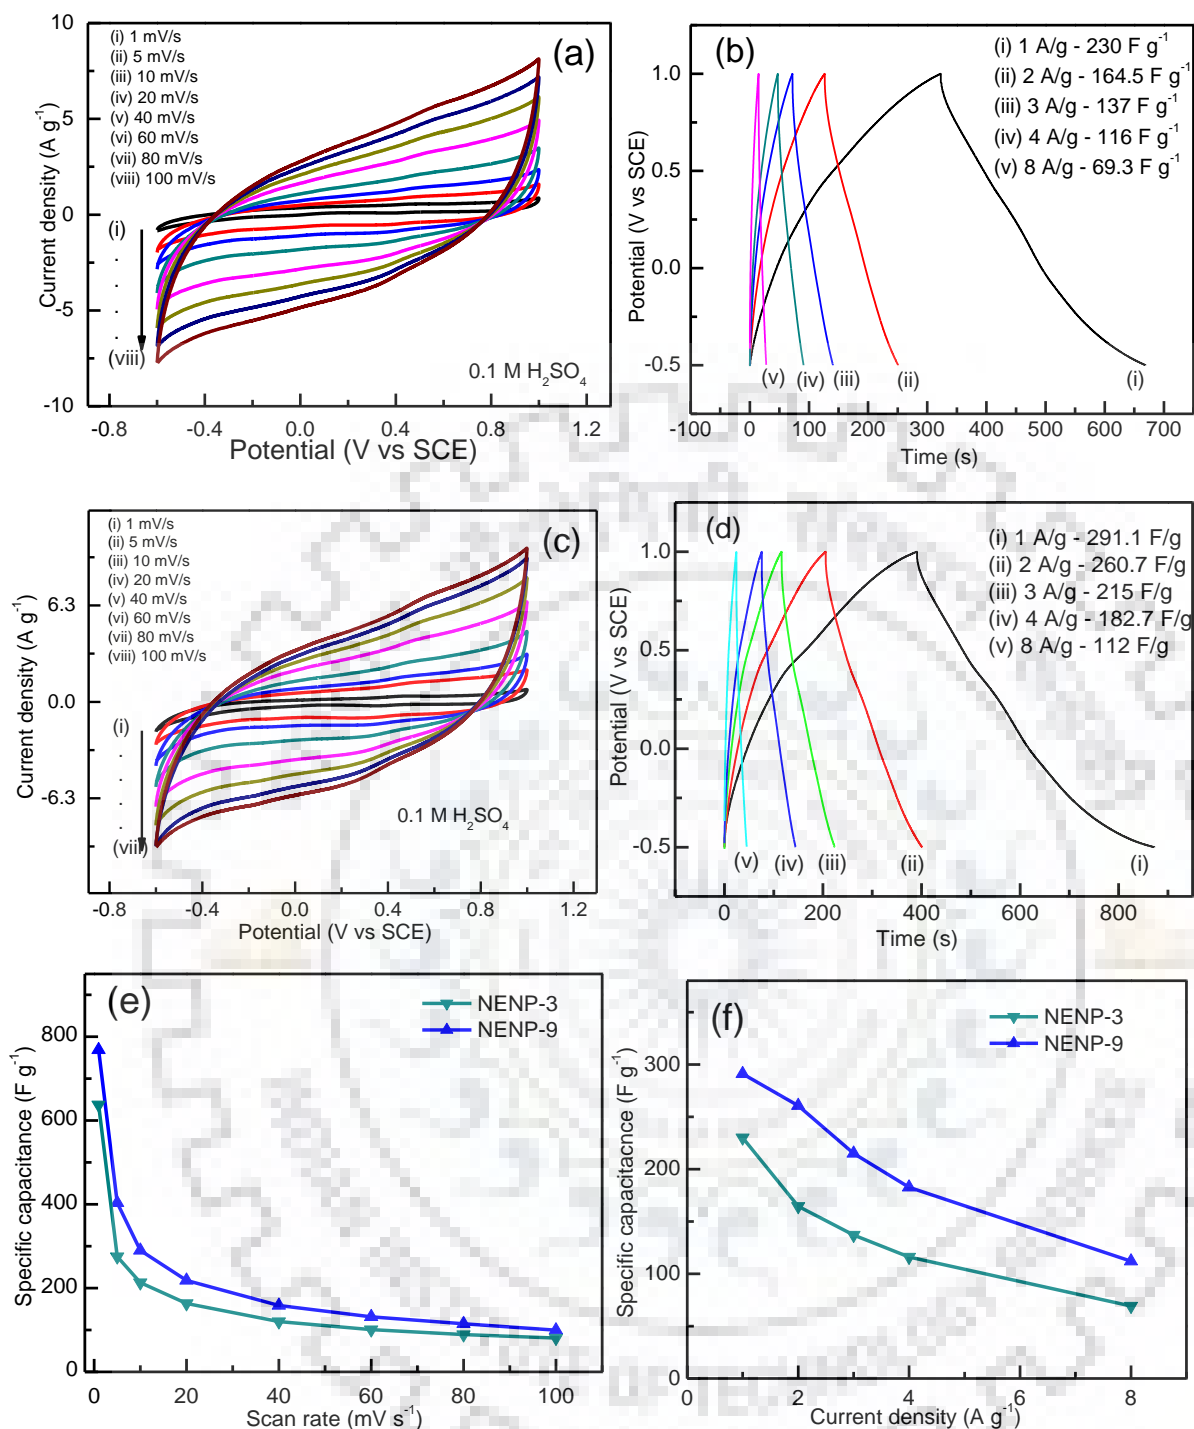 (a)
(i) 1 mV/s
(ii) 5 mV/s
(iii) 10 mV/s
(iv) 20 mV/s
(v) 40 mV/s
(vi) 60 mV/s
(vii) 80 mV/s
(viii) 100 mV/s
10
5
0
-5
-10
Current density (A g⁻¹)
(i)
.
.
.
.
(viii)
0.1 M H₂SO₄
-0.8 -0.4 0.0 0.4 0.8 1.2
Potential (V vs SCE)
(b)
(i) 1 A/g - 230 F g⁻¹
(ii) 2 A/g - 164.5 F g⁻¹
(iii) 3 A/g - 137 F g⁻¹
(iv) 4 A/g - 116 F g⁻¹
(v) 8 A/g - 69.3 F g⁻¹
1.0
0.5
0.0
-0.5
Potential (V vs SCE)
(v) (iv) (iii) (ii) (i)
-100 0 100 200 300 400 500 600 700
Time (s)
(c)
(i) 1 mV/s
(ii) 5 mV/s
(iii) 10 mV/s
(iv) 20 mV/s
(v) 40 mV/s
(vi) 60 mV/s
(vii) 80 mV/s
(viii) 100 mV/s
6.3
0.0
-6.3
Current density (A g⁻¹)
(i)
.
.
.
.
(viii)
0.1 M H₂SO₄
-0.8 -0.4 0.0 0.4 0.8 1.2
Potential (V vs SCE)
(d)
(i) 1 A/g - 291.1 F/g
(ii) 2 A/g - 260.7 F/g
(iii) 3 A/g - 215 F/g
(iv) 4 A/g - 182.7 F/g
(v) 8 A/g - 112 F/g
1.0
0.5
0.0
-0.5
Potential (V vs SCE)
(v) (iv) (iii) (ii) (i)
0 200 400 600 800
Time (s)
(e)
NENP-3
NENP-9
800
600
400
200
0
Specific capacitance (F g⁻¹)
0 20 40 60 80 100
Scan rate (mV s⁻¹)
(f)
NENP-3
NENP-9
300
200
100
0
Specific capacitacnce (F g⁻¹)
0 2 4 6 8
Current density (A g⁻¹)